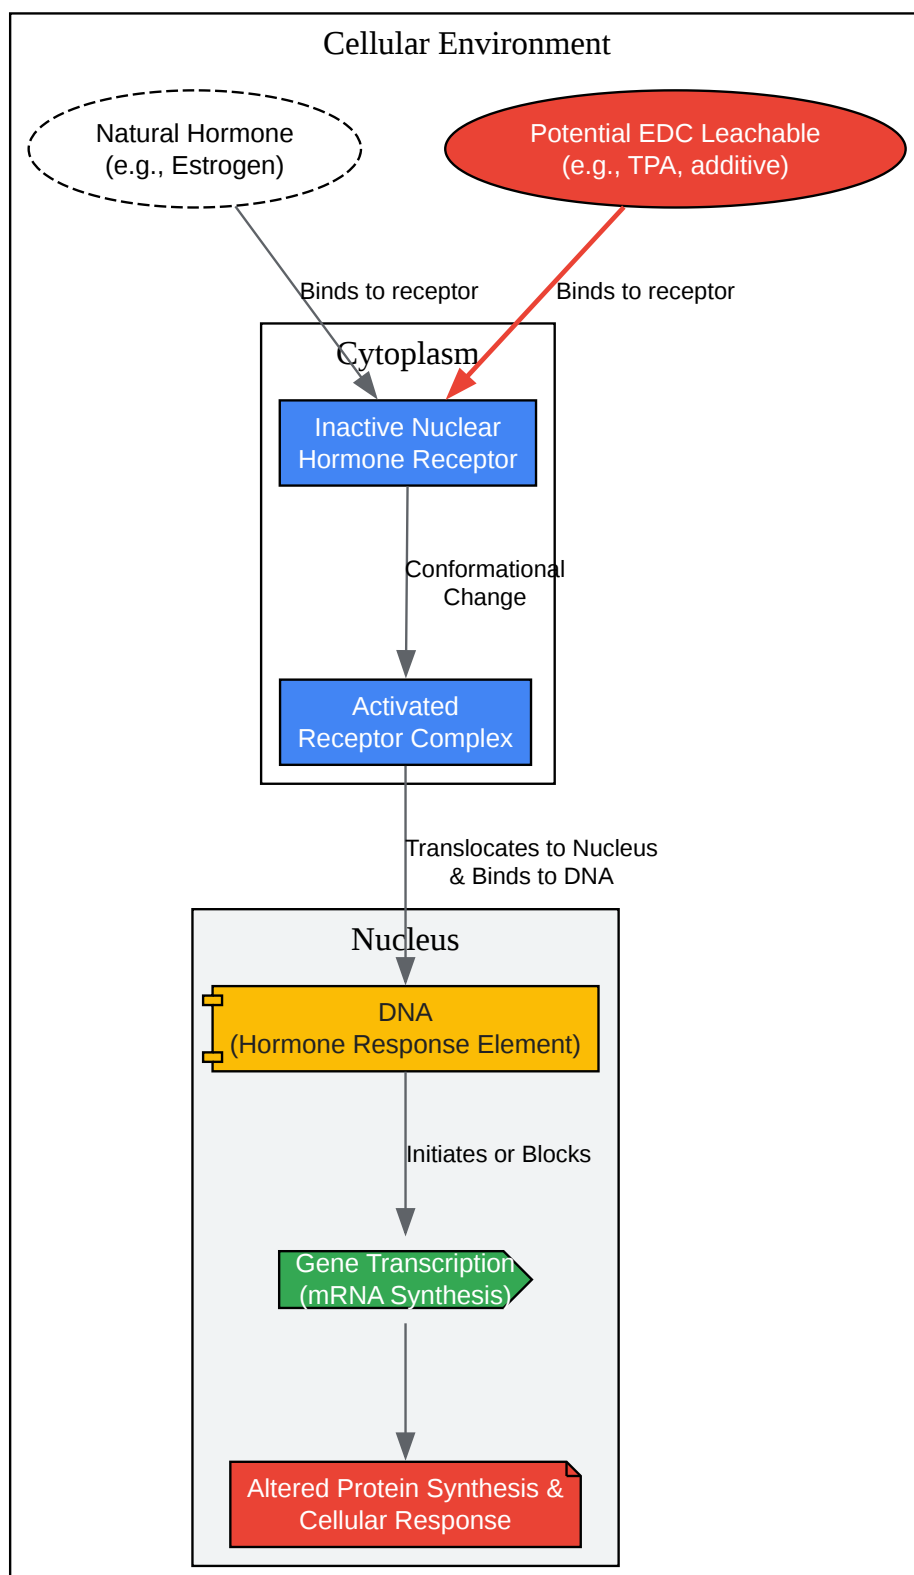 Cellular Environment
Natural Hormone
(e.g., Estrogen)
Potential EDC Leachable
(e.g., TPA, additive)
Binds to receptor
Binds to receptor
Cytoplasm
Inactive Nuclear
Hormone Receptor
Conformational
Change
Activated
Receptor Complex
Translocates to Nucleus
& Binds to DNA
Nucleus
DNA
(Hormone Response Element)
Initiates or Blocks
Gene Transcription
(mRNA Synthesis)
Altered Protein Synthesis &
Cellular Response